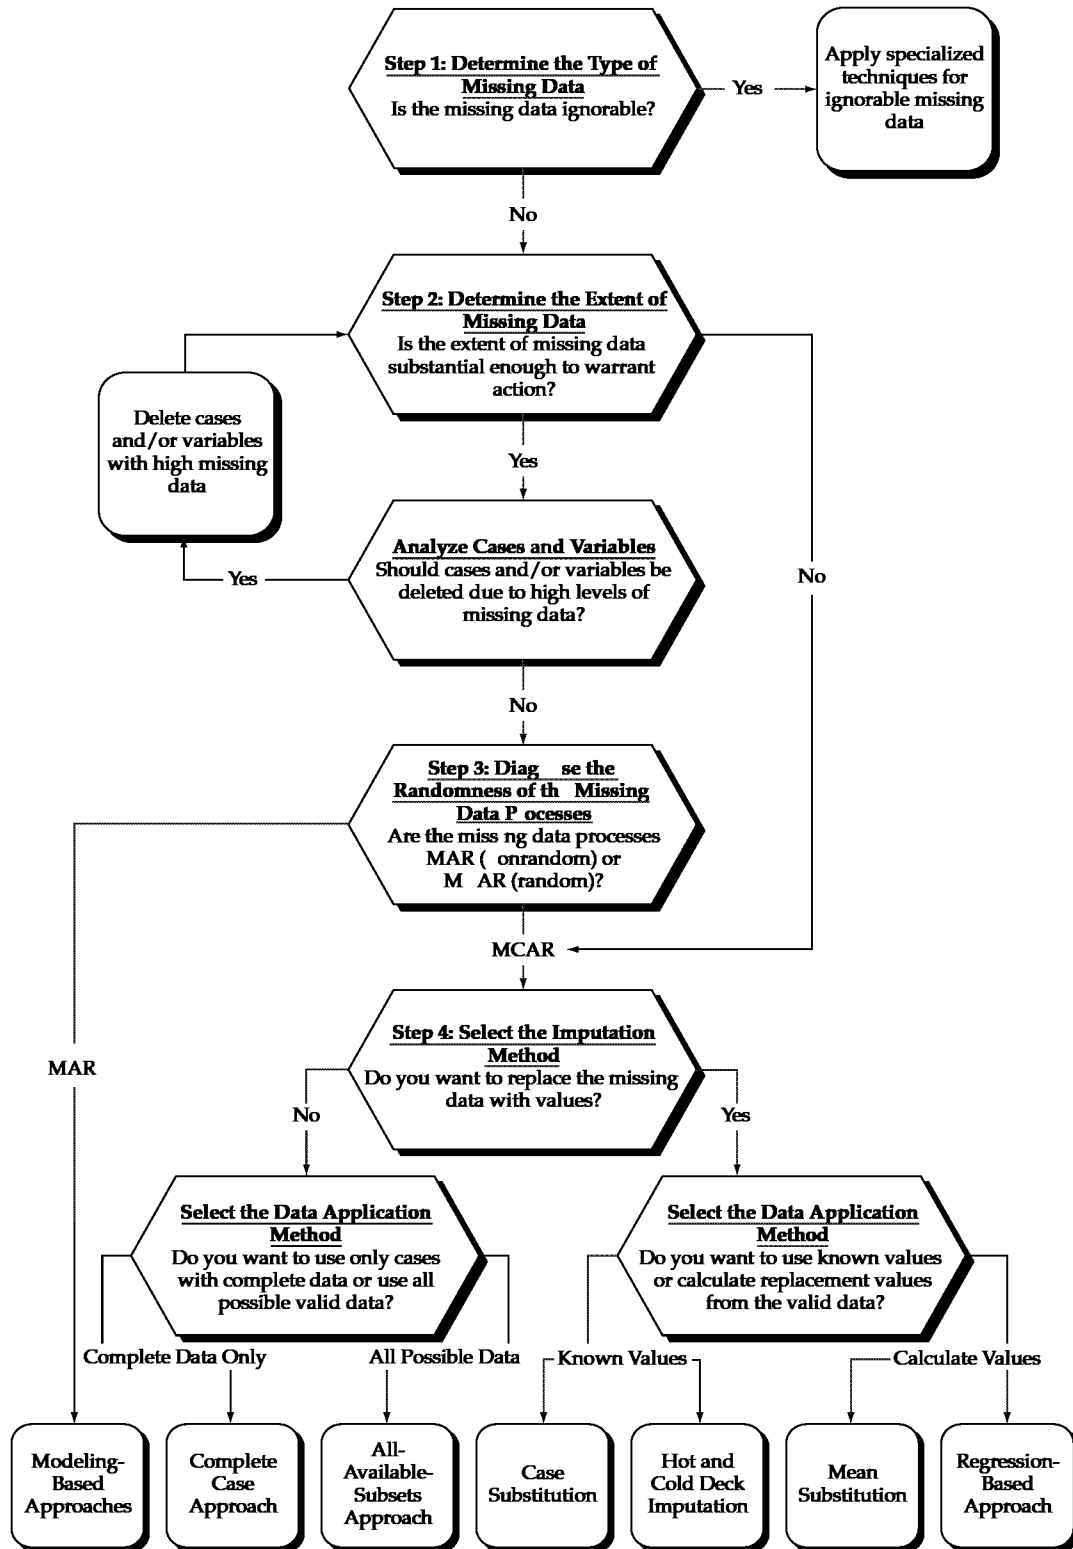 Step 1: Determine the Type of
Missing Data
Is the missing data ignorable?
Yes
Apply specialized
techniques for
ignorable missing
data
No
Step 2: Determine the Extent of
Missing Data
Is the extent of missing data
substantial enough to warrant
action?
Delete cases
and/or variables
with high missing
data
Yes
Analyze Cases and Variables
Should cases and/or variables be
deleted due to high levels of
missing data?
Yes
No
No
Step 3: Diag se the
Randomness of th Missing
Data P ocesses
Are the miss ng data processes
MAR ( onrandom) or
M AR (random)?
MCAR
Step 4: Select the Imputation
Method
Do you want to replace the missing
data with values?
MAR
No
Yes
Select the Data Application
Method
Do you want to use only cases
with complete data or use all
possible valid data?
Select the Data Application
Method
Do you want to use known values
or calculate replacement values
from the valid data?
Complete Data Only
All Possible Data
Known Values
Calculate Values
Modeling-
Based
Approaches
Complete
Case
Approach
All-
Available-
Subsets
Approach
Case
Substitution
Hot and
Cold Deck
Imputation
Mean
Substitution
Regression-
Based
Approach